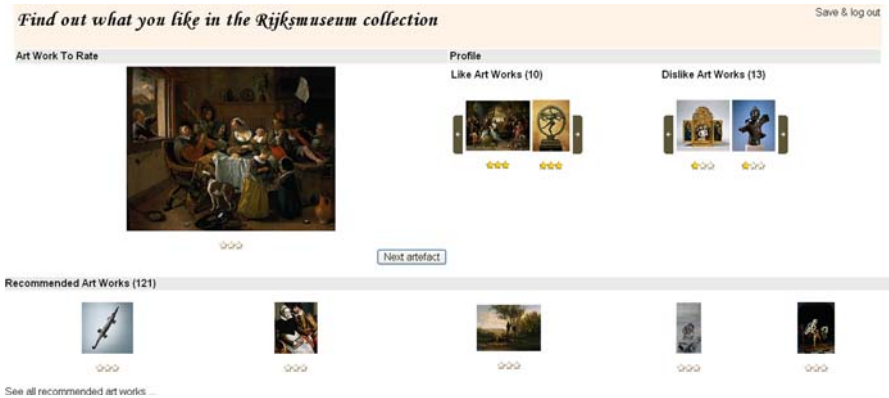 Find out what you like in the Rijksmuseum collection
Save & log out
Art Work To Rate
Profile
Like Art Works (10)
Dislike Art Works (13)
Next artefact
Recommended Art Works (121)
See all recommended art works ...